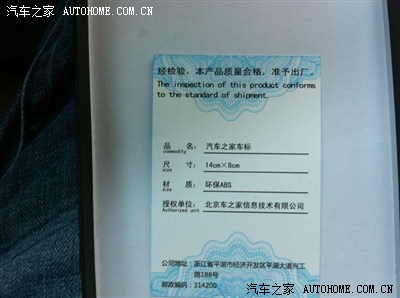 汽车之家
AUTOHOME.COM.CN
经检验，本产品质量合格，准予出厂。
The inspection of this product conforms
to the standard of shipment.
品 名： 汽车之家车标
commodity
尺 寸： 14cm×8cm
size
材 质： 环保ABS
size
授权单位： 北京车之家信息技术有限公司
Authorized unit
公司地址：浙江省平湖市经济开发区平湖大道兴工
路188号
邮政编码：314200
汽车之家
AUTOHOME.COM.CN